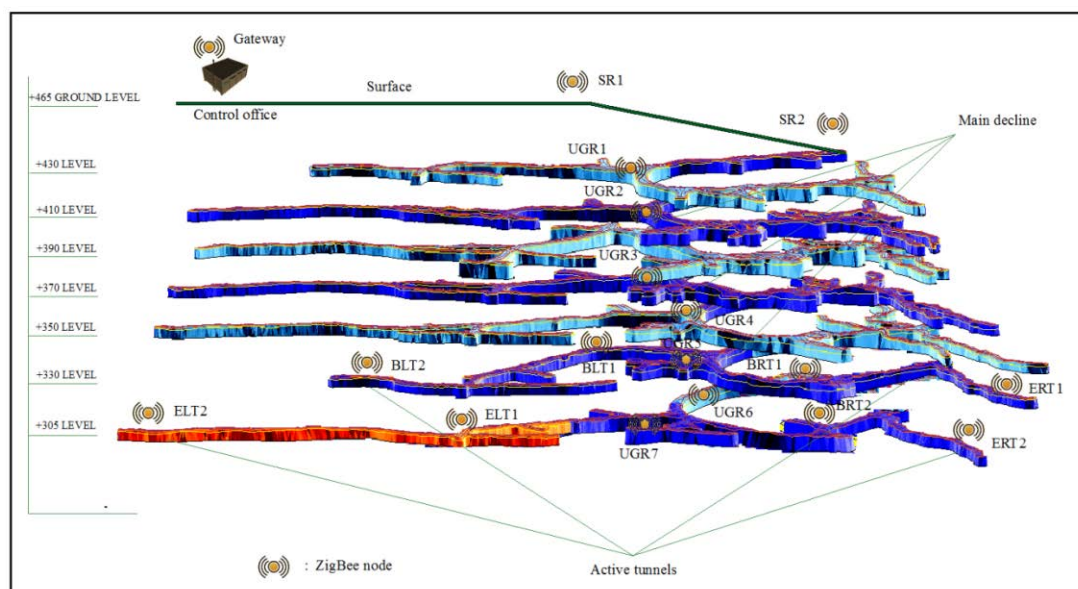 Gateway
SR1
Surface
+465 GROUND LEVEL
Control office
SR2
Main decline
UGR1
+430 LEVEL
UGR2
+410 LEVEL
+390 LEVEL
UGR3
+370 LEVEL
UGR4
+350 LEVEL
UGR5
BLT2
BLT1
BRT1
+330 LEVEL
ERT1
ELT2
ELT1
UGR6
BRT2
+305 LEVEL
ERT2
UGR7
: ZigBee node
Active tunnels